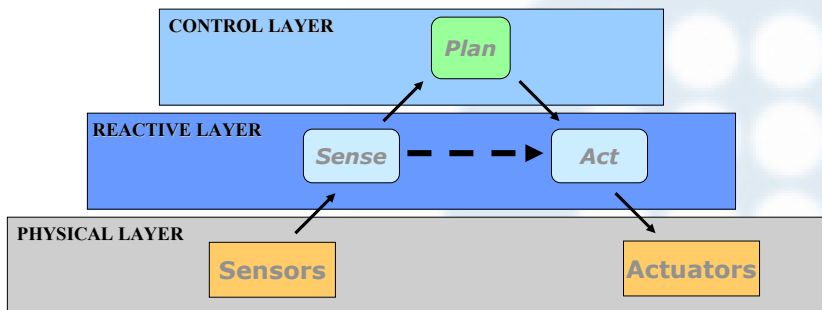 CONTROL LAYER
Plan
REACTIVE LAYER
Sense
Act
PHYSICAL LAYER
Sensors
Actuators